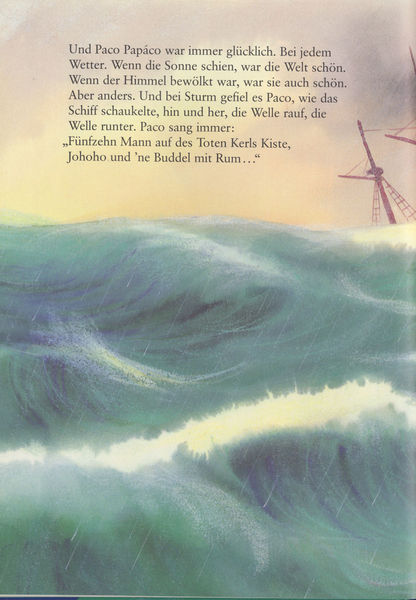 Und Paco Papáco war immer glücklich. Bei jedem
Wetter. Wenn die Sonne schien, war die Welt schön.
Wenn der Himmel bewölkt war, war sie auch schön.
Aber anders. Und bei Sturm gefiel es Paco, wie das
Schiff schaukelte, hin und her, die Welle rauf, die
Welle runter. Paco sang immer:
„Fünfzehn Mann auf des Toten Kerls Kiste,
Johoho und ’ne Buddel mit Rum…“